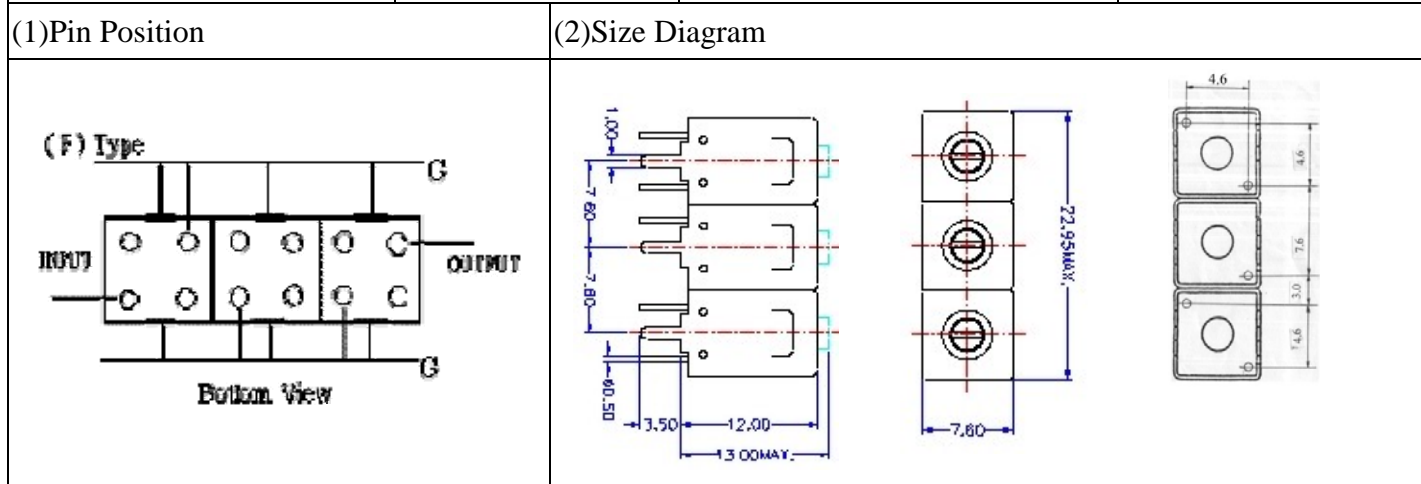 (1)Pin Position
(2)Size Diagram
(F) Type
G
INPUT
OUTPUT
G
Bottom View
1.00
7.60
7.60
60.50
3.50
12.00
13.00MAX.
22.95MAX.
7.60
4.6
4.6
7.6
3.0
4.6